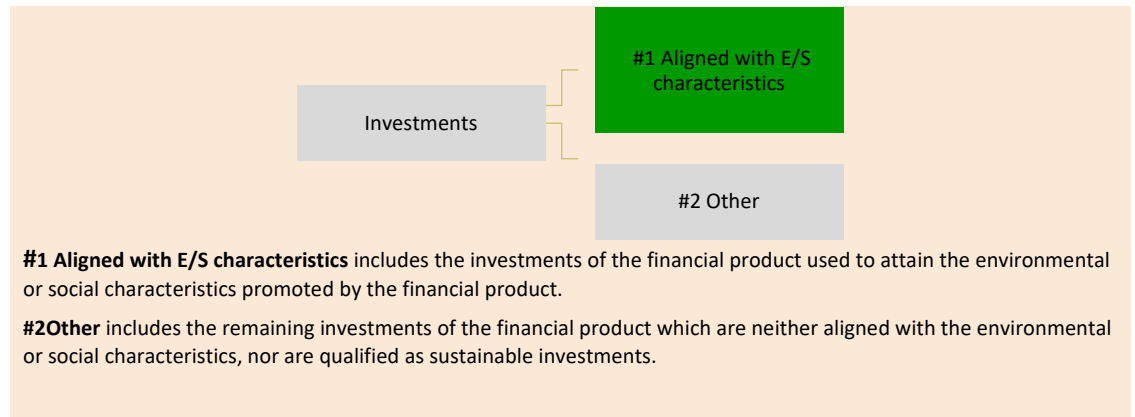 #1 Aligned with E/S
characteristics
Investments
#2 Other
#1 Aligned with E/S characteristics includes the investments of the financial product used to attain the environmental
or social characteristics promoted by the financial product.
#2Other includes the remaining investments of the financial product which are neither aligned with the environmental
or social characteristics, nor are qualified as sustainable investments.